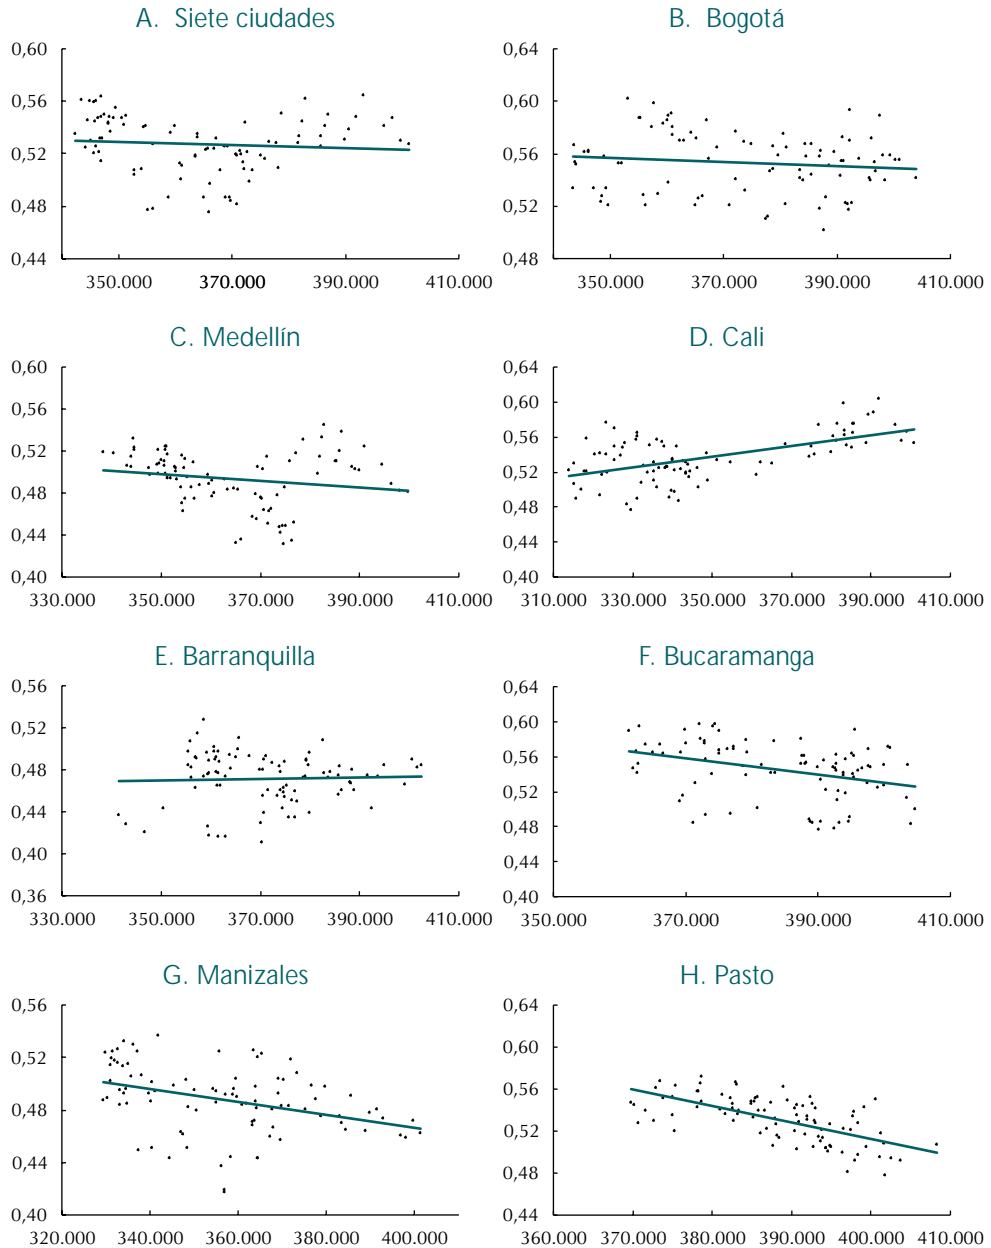 A. Siete ciudades
0,60
0,56
0,52
0,48
0,44
350.000 370.000 390.000 410.000
B. Bogotá
0,64
0,60
0,56
0,52
0,48
350.000 370.000 390.000 410.000
C. Medellín
0,60
0,56
0,52
0,48
0,44
0,40
330.000 350.000 370.000 390.000 410.000
D. Cali
0,64
0,60
0,56
0,52
0,48
0,44
0,40
310.000 330.000 350.000 370.000 390.000 410.000
E. Barranquilla
0,56
0,52
0,48
0,44
0,40
0,36
330.000 350.000 370.000 390.000 410.000
F. Bucaramanga
0,64
0,60
0,56
0,52
0,48
0,44
0,40
350.000 370.000 390.000 410.000
G. Manizales
0,56
0,52
0,48
0,44
0,40
320.000 340.000 360.000 380.000 400.000
H. Pasto
0,64
0,60
0,56
0,52
0,48
0,44
360.000 370.000 380.000 390.000 400.000 410.000